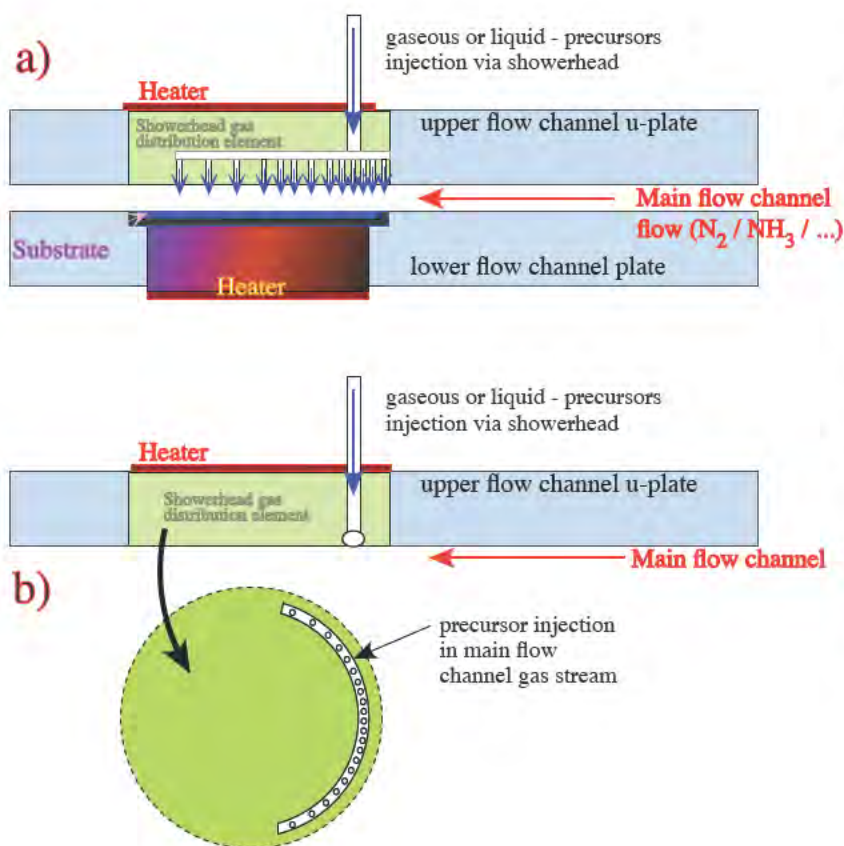 a)
gaseous or liquid - precursors
injection via showerhead
Heater
Showerhead gas
distribution element
upper flow channel u-plate
Main flow channel
flow (N₂ / NH₃ / ...)
Substrate
lower flow channel plate
Heater
gaseous or liquid - precursors
injection via showerhead
Heater
upper flow channel u-plate
Showerhead gas
distribution element
Main flow channel
b)
precursor injection
in main flow
channel gas stream